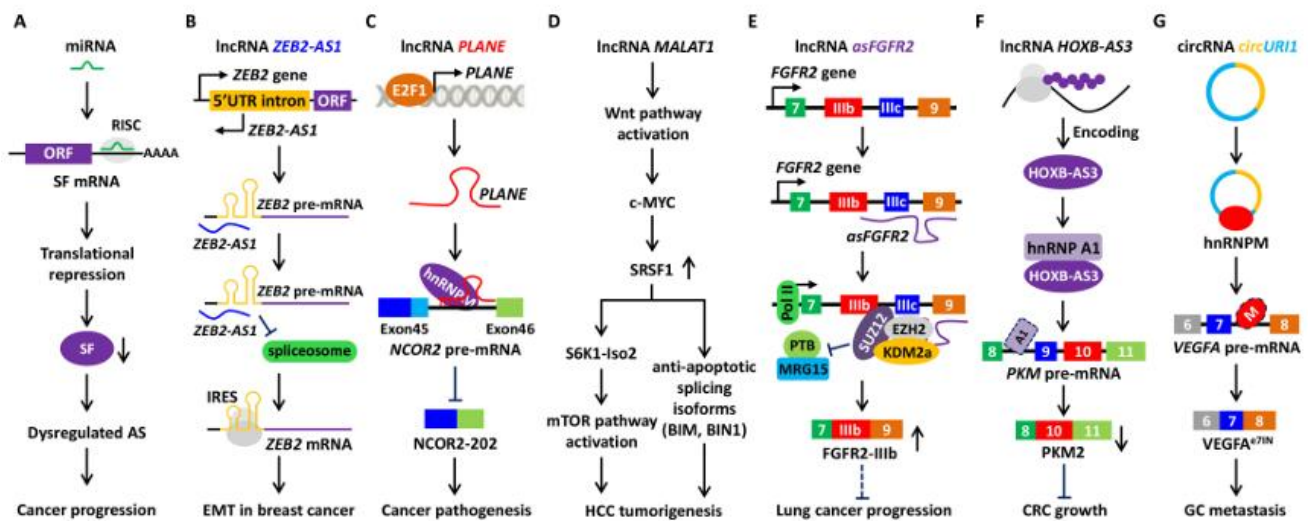 A
miRNA
RISC
ORF
AAAA
SF mRNA
Translational
repression
SF
Dysregulated AS
Cancer progression
B
lncRNA ZEB2-AS1
ZEB2 gene
5'UTR intron
ORF
ZEB2-AS1
ZEB2 pre-mRNA
ZEB2-AS1
ZEB2 pre-mRNA
ZEB2-AS1
spliceosome
IRES
ZEB2 mRNA
EMT in breast cancer
C
lncRNA PLANE
E2F1
PLANE
PLANE
hnRNPM
Exon45
Exon46
NCOR2 pre-mRNA
NCOR2-202
Cancer pathogenesis
D
lncRNA MALAT1
Wnt pathway
activation
c-MYC
SRSF1
S6K1-Iso2
mTOR pathway
activation
anti-apoptotic
splicing
isoforms
(BIM, BIN1)
HCC tumorigenesis
E
lncRNA asFGFR2
FGFR2 gene
7 IIIb IIIc 9
FGFR2 gene
7 IIIb IIIc 9
asFGFR2
Pol II
7 IIIb IIIc 9
SUZ12
EZH2
KDM2a
PTB
MRG15
7 IIIb 9
FGFR2-IIIb
Lung cancer progression
F
lncRNA HOXB-AS3
Encoding
HOXB-AS3
hnRNP A1
HOXB-AS3
A1
8 9 10 11
PKM pre-mRNA
8 10 11
PKM2
CRC growth
G
circRNA circURI1
hnRNPM
M
6 7 8
VEGFA pre-mRNA
6 7 8
VEGFAe7IN
GC metastasis